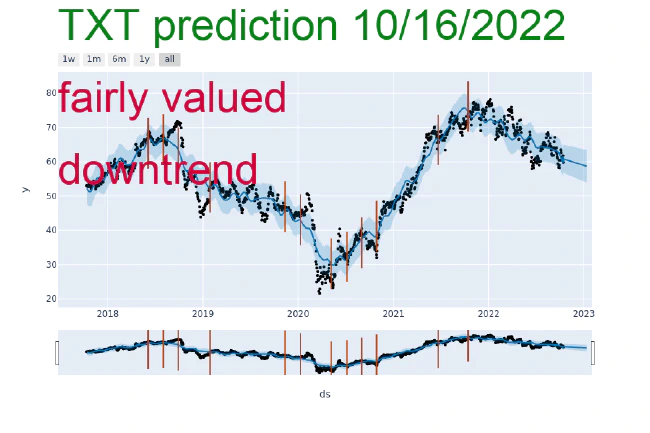 TXT prediction 10/16/2022
1w 1m 6m 1y all
fairly valued
downtrend
80
70
60
50
40
30
20
y
2018 2019 2020 2021 2022 2023
ds